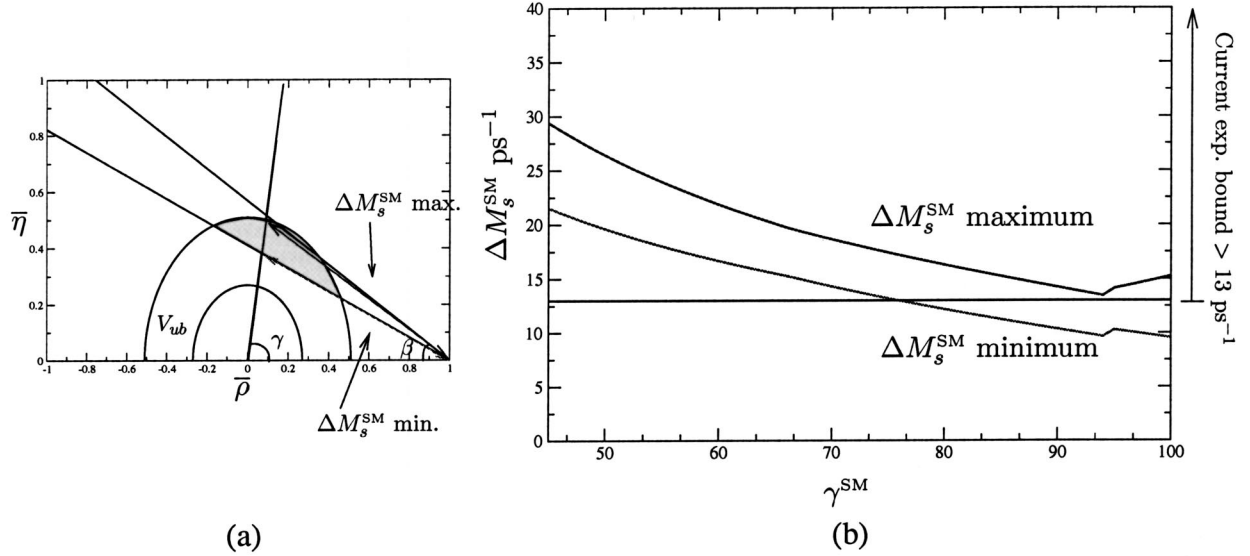 1
0.8
0.6
0.4
0.2
0
-1
-0.8
-0.6
-0.4
-0.2
0
0.2
0.4
0.6
0.8
1
η̅
ρ̅
V_ub
γ
β
ΔM_s^SM max.
ΔM_s^SM min.
(a)
40
35
30
25
20
15
10
5
0
50
60
70
80
90
100
ΔM_s^SM ps⁻¹
γ^SM
ΔM_s^SM maximum
ΔM_s^SM minimum
Current exp. bound > 13 ps⁻¹
(b)